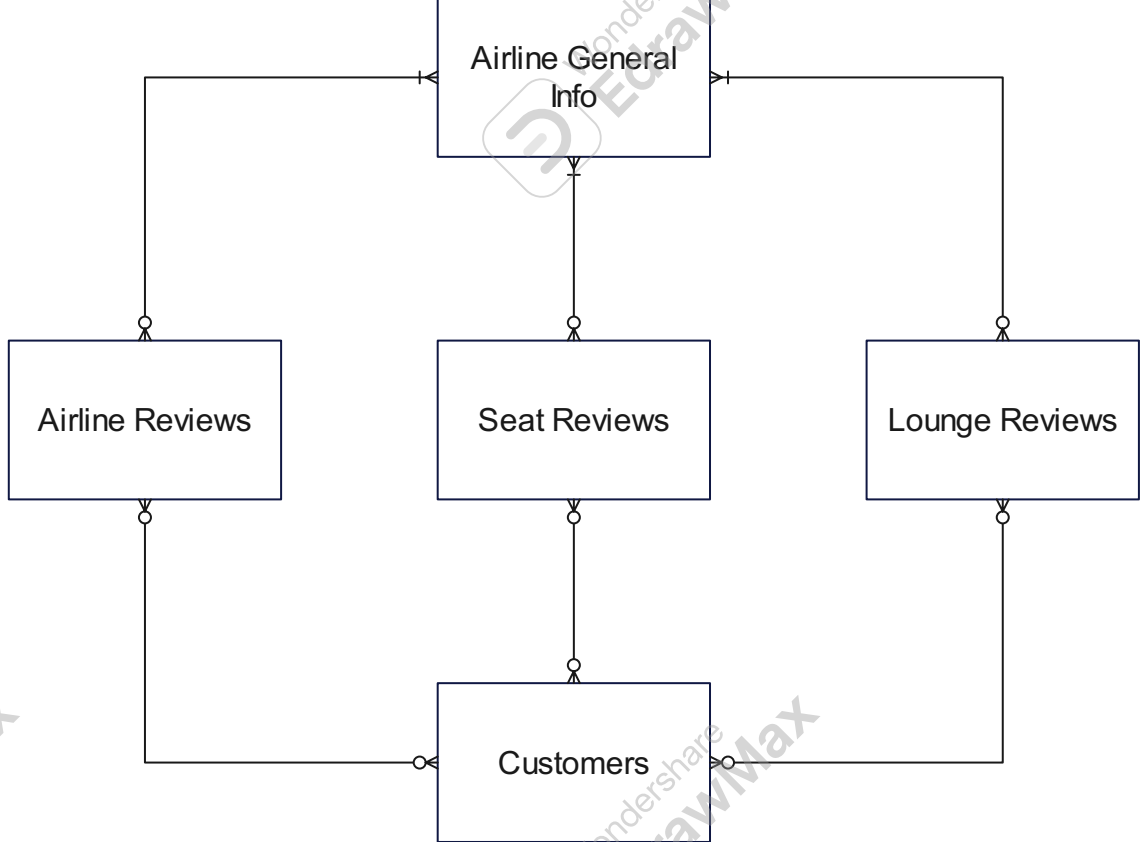 Airline General
Info
Airline Reviews
Seat Reviews
Lounge Reviews
Customers